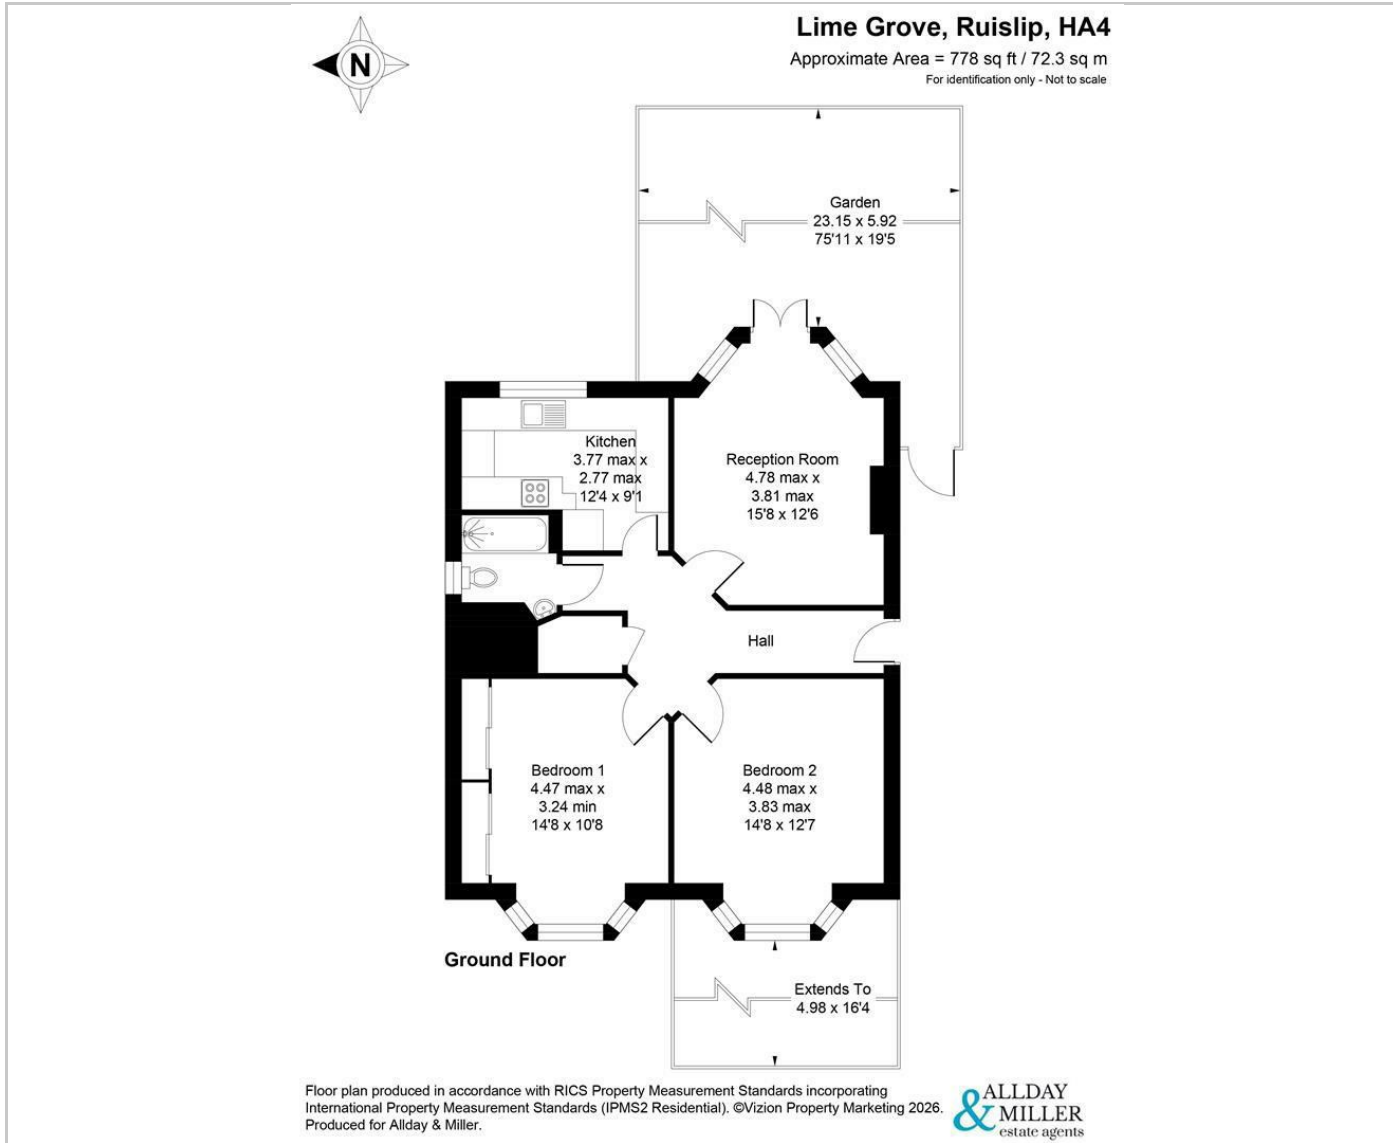 Lime Grove, Ruislip, HA4
Approximate Area = 778 sq ft / 72.3 sq m
For identification only - Not to scale
N
Garden
23.15 x 5.92
75'11 x 19'5
Kitchen
3.77 max x
2.77 max
12'4 x 9'1
Reception Room
4.78 max x
3.81 max
15'8 x 12'6
Hall
Bedroom 1
4.47 max x
3.24 min
14'8 x 10'8
Bedroom 2
4.48 max x
3.83 max
14'8 x 12'7
Ground Floor
Extends To
4.98 x 16'4
Floor plan produced in accordance with RICS Property Measurement Standards incorporating
International Property Measurement Standards (IPMS2 Residential). ©Vizion Property Marketing 2026.
Produced for Allday & Miller.
ALLDAY
& MILLER
estate agents